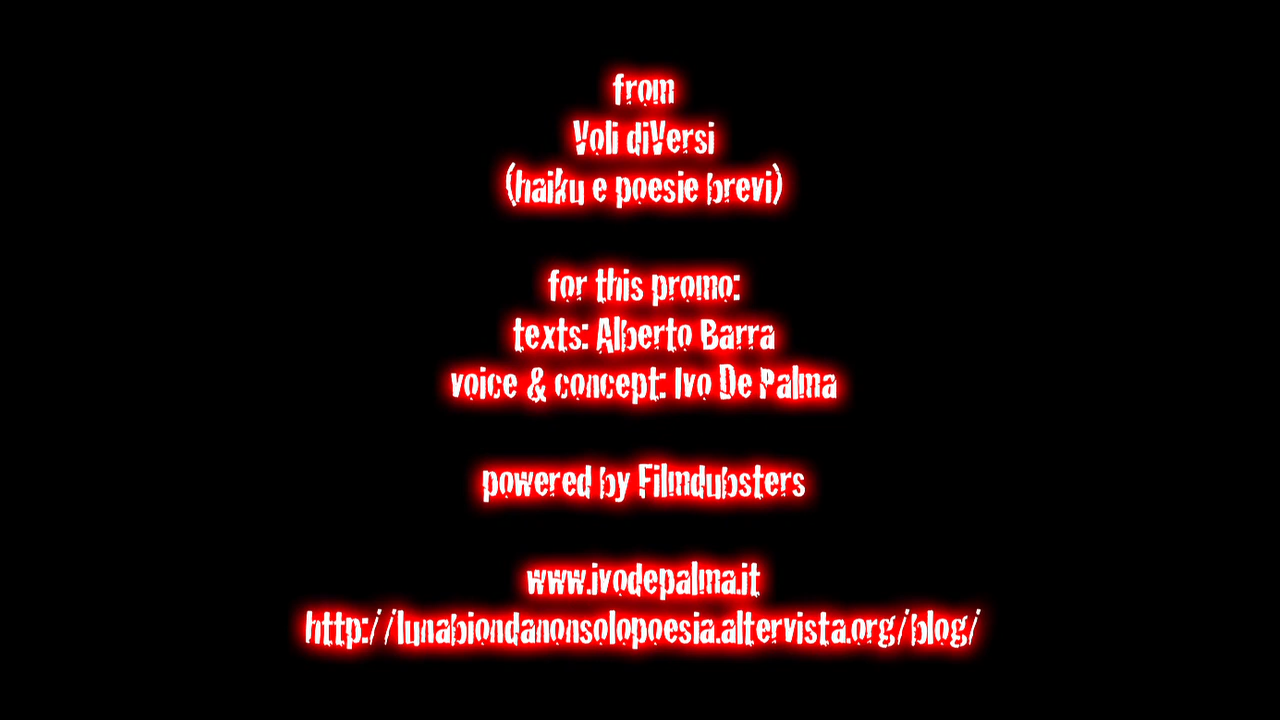 from
Voli diVersi
(haiku e poesie brevi)
for this promo:
texts: Alberto Barra
voice & concept: Ivo De Palma
powered by Filmdubsters
www.ivodepalma.it
http://lunabiondanonsolopoesia.altervista.org/blog/